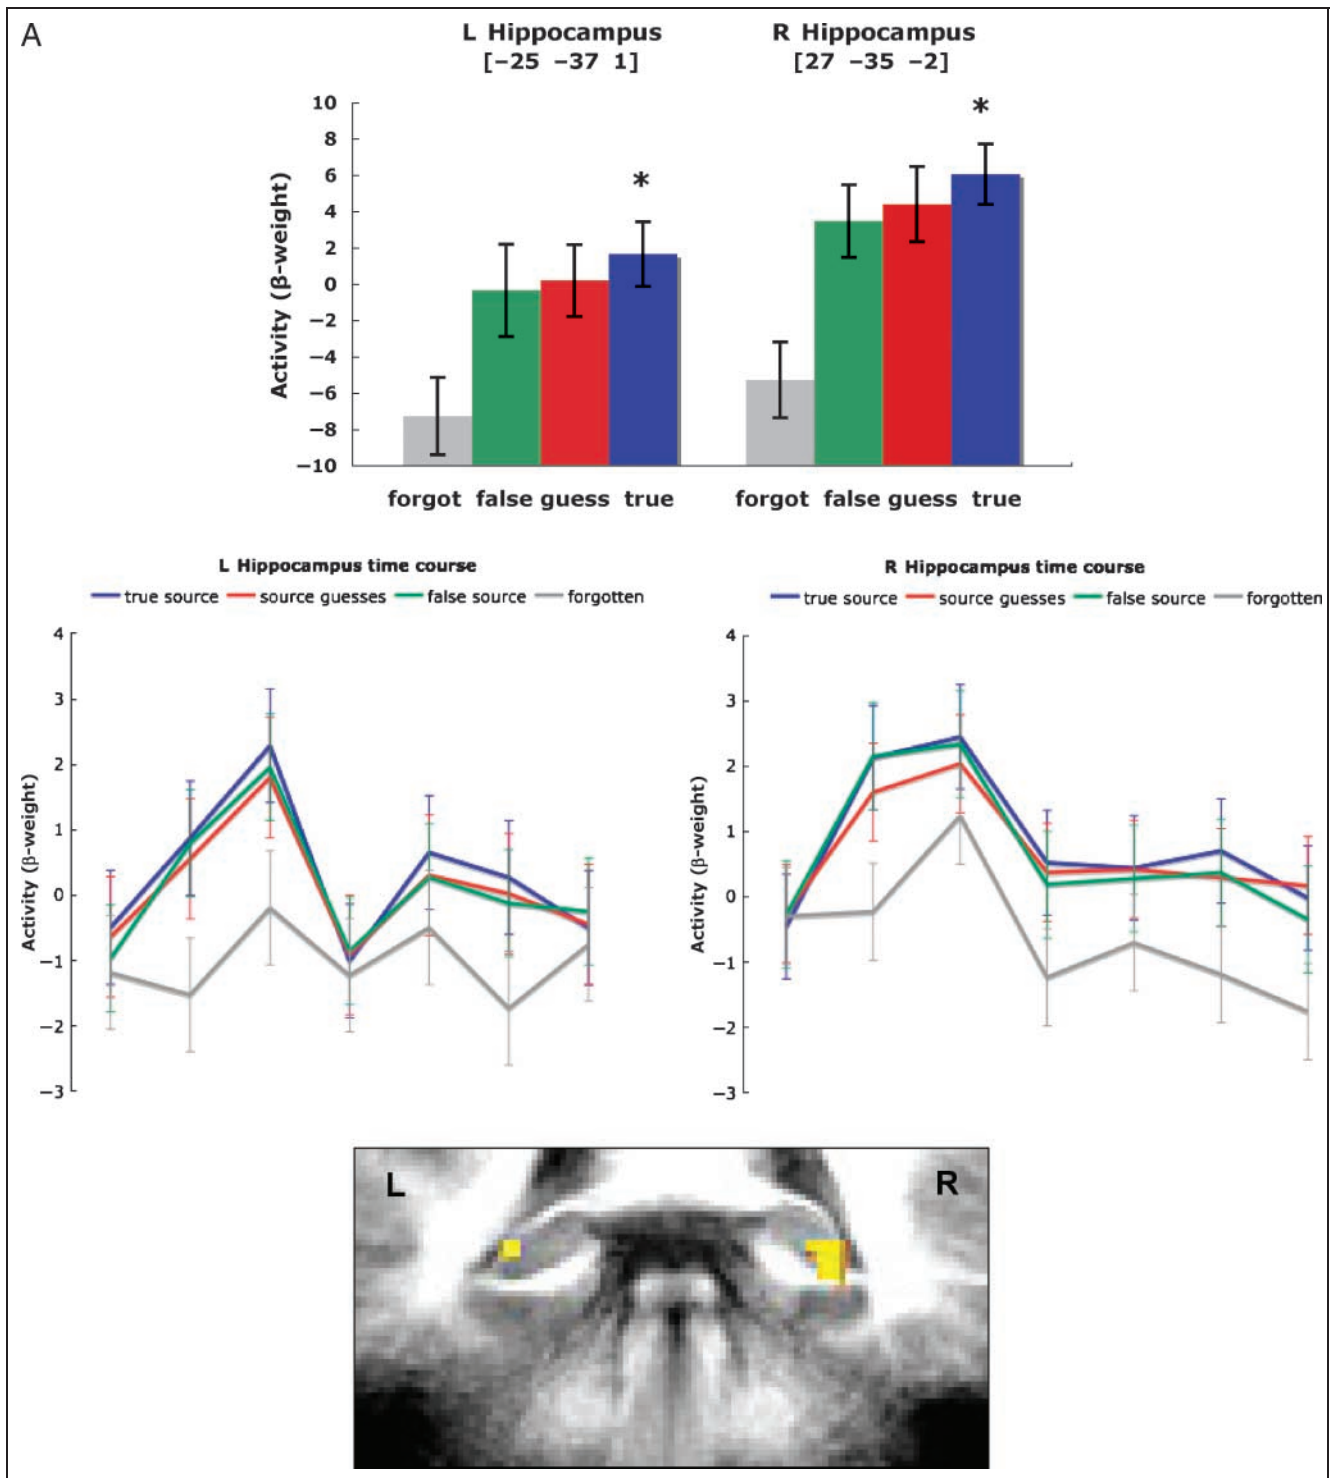 A
L Hippocampus
[−25 −37 1]
R Hippocampus
[27 −35 −2]
*
*
Activity (β-weight)
10
8
6
4
2
0
−2
−4
−6
−8
−10
forgot false guess true
forgot false guess true
L Hippocampus time course
true source source guesses false source forgotten
Activity (β-weight)
4
3
2
1
0
−1
−2
−3
R Hippocampus time course
true source source guesses false source forgotten
Activity (β-weight)
4
3
2
1
0
−1
−2
−3
L
R